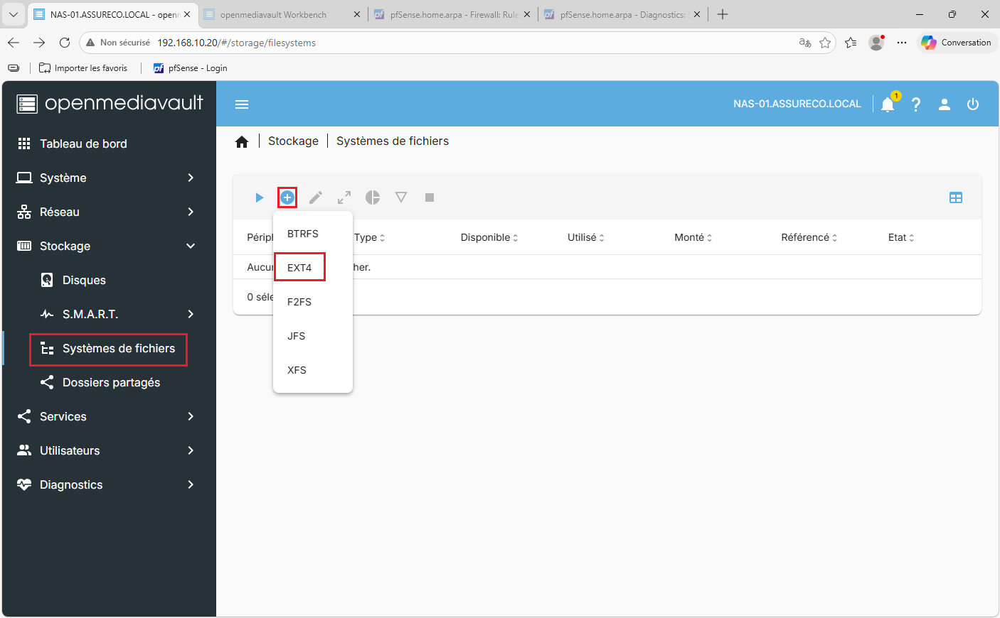 NAS-01.ASSURECO.LOCAL - openn
openmediavault Workbench
pfSense.home.arpa - Firewall: Rule
pfSense.home.arpa - Diagnostics:
Non sécurisé
192.168.10.20/#/storage/filesystems
Conversation
Importer les favoris
pfSense - Login
openmediavault
NAS-01.ASSURECO.LOCAL
1
Tableau de bord
Système
Réseau
Stockage
Disques
S.M.A.R.T.
Systèmes de fichiers
Dossiers partagés
Services
Utilisateurs
Diagnostics
Stockage
Systèmes de fichiers
Périph
Type
Disponible
Utilisé
Monté
Référencé
Etat
Aucun
her.
0 séle
BTRFS
EXT4
F2FS
JFS
XFS